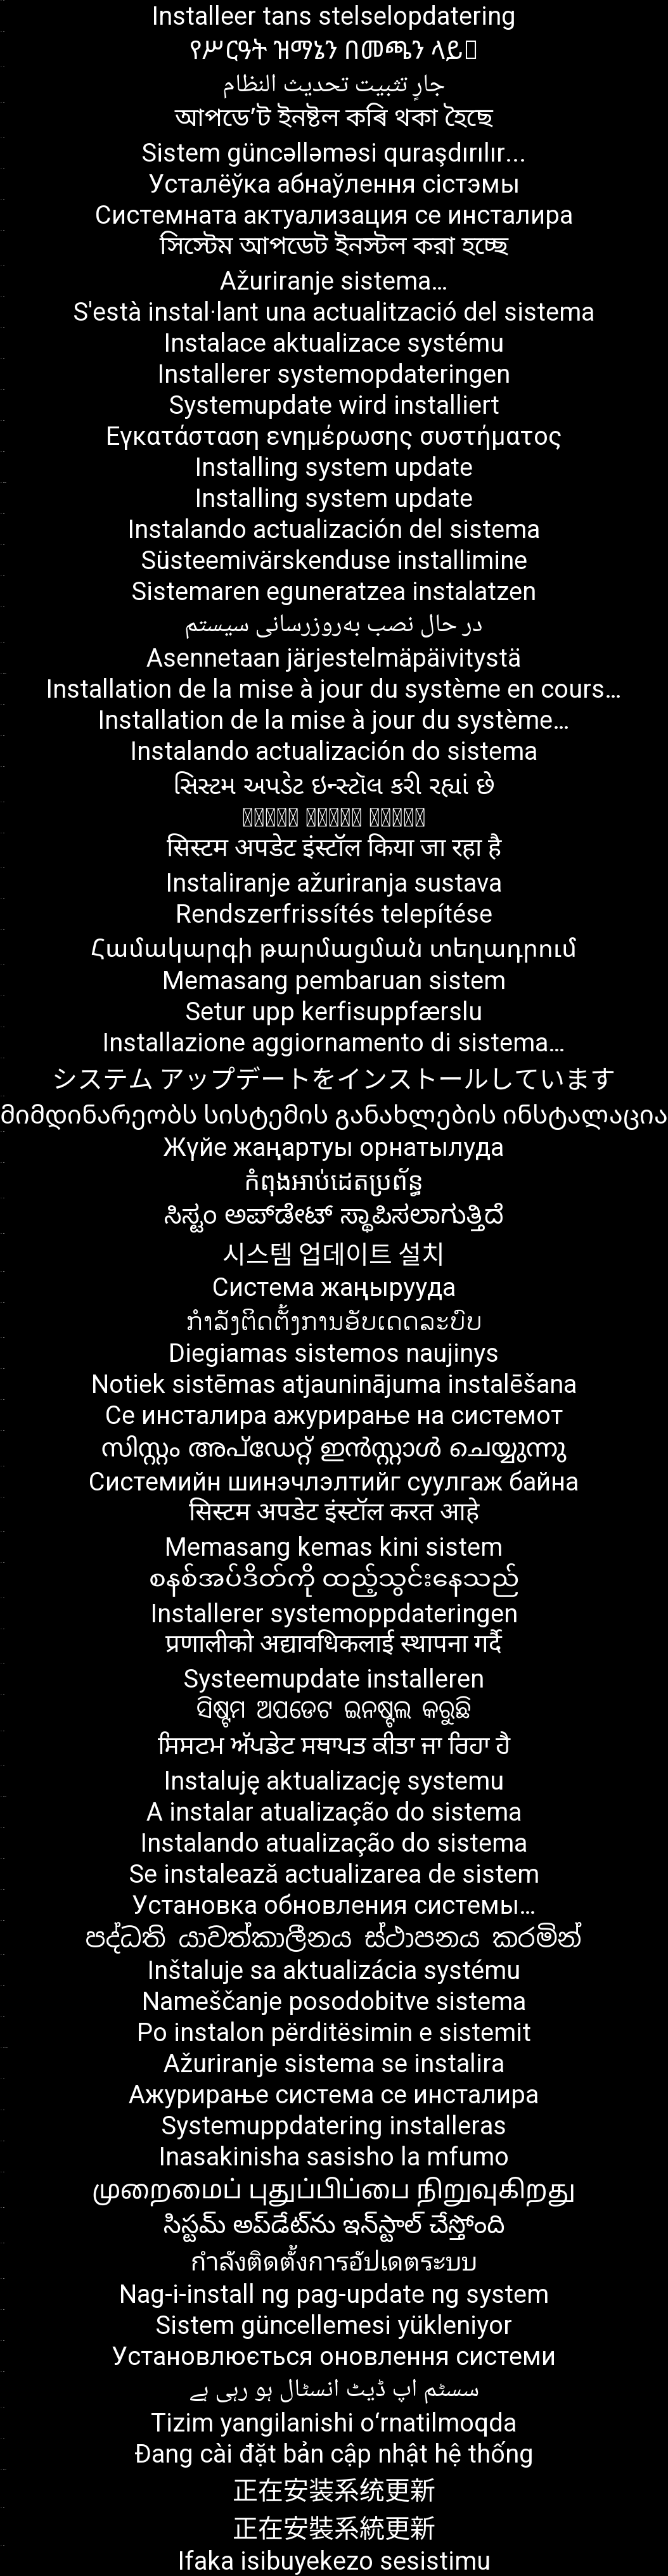 Installeer tans stelselopdatering
የሥርዓት ዝማኔን በመጫን ላይ
جارٍ تثبيت تحديث النظام
আপডে’ট ইনষ্টল কৰি থকা হৈছে
Sistem güncəlləməsi quraşdırılır...
Усталёўка абнаўлення сістэмы
Системната актуализация се инсталира
সিস্টেম আপডেট ইনস্টল করা হচ্ছে
Ažuriranje sistema…
S'està instal·lant una actualització del sistema
Instalace aktualizace systému
Installerer systemopdateringen
Systemupdate wird installiert
Εγκατάσταση ενημέρωσης συστήματος
Installing system update
Installing system update
Instalando actualización del sistema
Süsteemivärskenduse installimine
Sistemaren eguneratzea instalatzen
در حال نصب به‌روزرسانی سیستم
Asennetaan järjestelmäpäivitystä
Installation de la mise à jour du système en cours…
Installation de la mise à jour du système…
Instalando actualización do sistema
સિસ્ટમ અપડેટ ઇન્સ્ટૉલ કરી રહ્યાં છે
सिस्टम अपडेट इंस्टॉल किया जा रहा है
Instaliranje ažuriranja sustava
Rendszerfrissítés telepítése
Համակարգի թարմացման տեղադրում
Memasang pembaruan sistem
Setur upp kerfisuppfærslu
Installazione aggiornamento di sistema…
システム アップデートをインストールしています
მიმდინარეობს სისტემის განახლების ინსტალაცია
Жүйе жаңартуы орнатылуда
កំពុងអាប់ដេតប្រព័ន្ធ
ಸಿಸ್ಟಂ ಅಪ್‌ಡೇಟ್‌ ಸ್ಥಾಪಿಸಲಾಗುತ್ತಿದೆ
시스템 업데이트 설치
Система жаңырууда
ກຳລັງຕິດຕັ້ງການອັບເດດລະບົບ
Diegiamas sistemos naujinys
Notiek sistēmas atjauninājuma instalēšana
Се инсталира ажурирање на системот
സിസ്റ്റം അപ്‌ഡേറ്റ് ഇൻസ്റ്റാൾ ചെയ്യുന്നു
Системийн шинэчлэлтийг суулгаж байна
सिस्टम अपडेट इंस्टॉल करत आहे
Memasang kemas kini sistem
စနစ်အပ်ဒိတ်ကို ထည့်သွင်းနေသည်
Installerer systemoppdateringen
प्रणालीको अद्यावधिकलाई स्थापना गर्दै
Systeemupdate installeren
ସିଷ୍ଟମ ଅପଡେଟ ଇନଷ୍ଟଲ କରୁଛି
ਸਿਸਟਮ ਅੱਪਡੇਟ ਸਥਾਪਤ ਕੀਤਾ ਜਾ ਰਿਹਾ ਹੈ
Instaluję aktualizację systemu
A instalar atualização do sistema
Instalando atualização do sistema
Se instalează actualizarea de sistem
Установка обновления системы…
පද්ධති යාවත්කාලීනය ස්ථාපනය කරමින්
Inštaluje sa aktualizácia systému
Nameščanje posodobitve sistema
Po instalon përditësimin e sistemit
Ažuriranje sistema se instalira
Ажурирање система се инсталира
Systemuppdatering installeras
Inasakinisha sasisho la mfumo
முறைமைப் புதுப்பிப்பை நிறுவுகிறது
సిస్టమ్ అప్‌డేట్‌ను ఇన్‌స్టాల్ చేస్తోంది
กำลังติดตั้งการอัปเดตระบบ
Nag-i-install ng pag-update ng system
Sistem güncellemesi yükleniyor
Установлюється оновлення системи
سسٹم اپ ڈیٹ انسٹال ہو رہی ہے
Tizim yangilanishi o‘rnatilmoqda
Đang cài đặt bản cập nhật hệ thống
正在安装系统更新
正在安裝系統更新
Ifaka isibuyekezo sesistimu